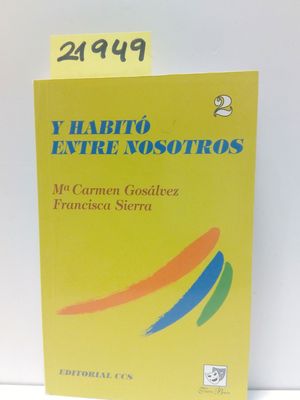 21949
2
Y HABITÓ
ENTRE NOSOTROS
Mª Carmen Gosálvez
Francisca Sierra
EDITORIAL CCS